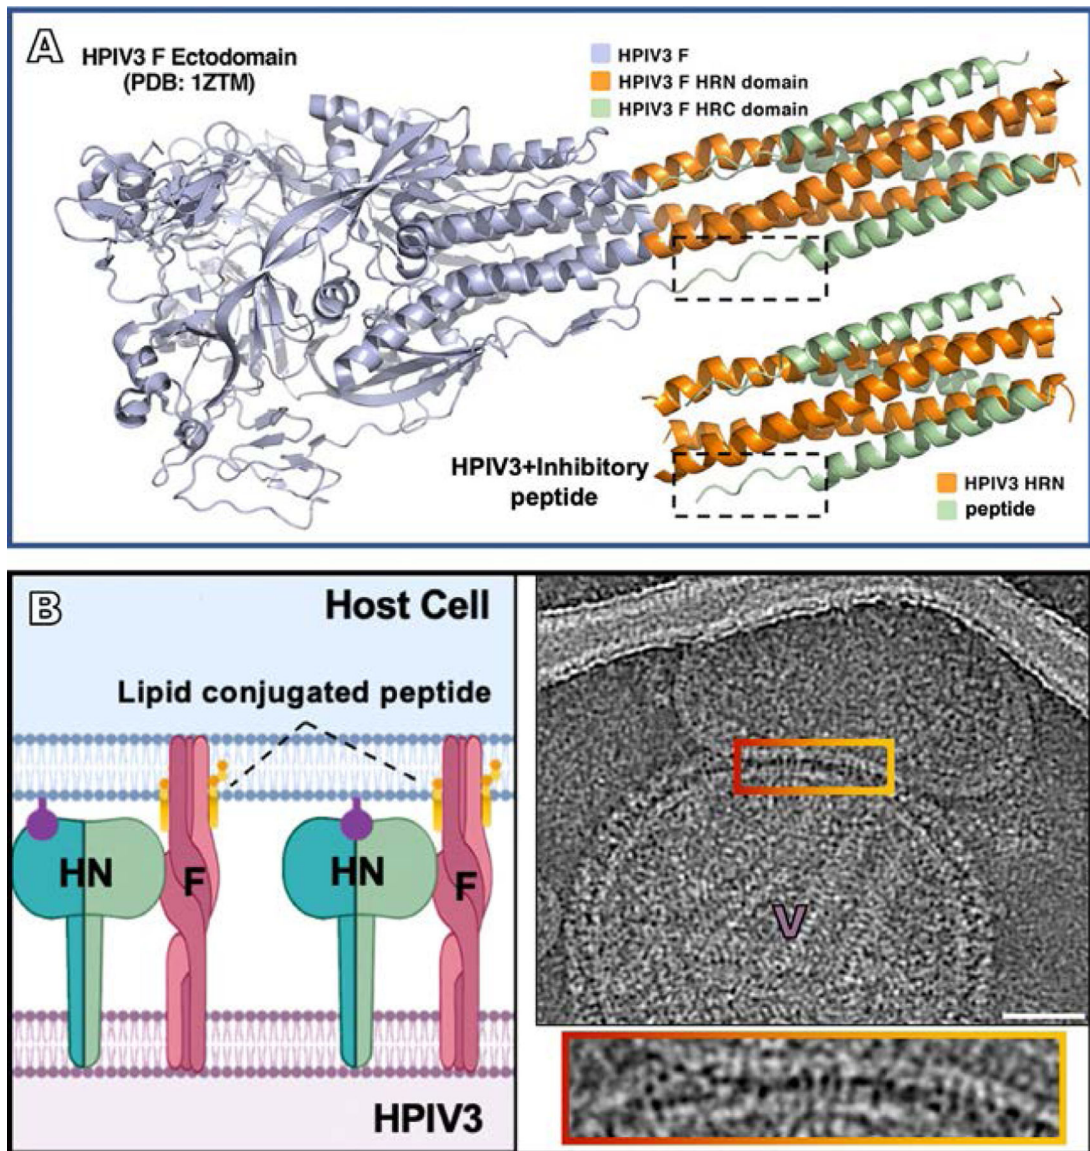 A
HPIV3 F Ectodomain
(PDB: 1ZTM)
HPIV3 F
HPIV3 F HRN domain
HPIV3 F HRC domain
HPIV3+Inhibitory
peptide
HPIV3 HRN
peptide
B
Host Cell
Lipid conjugated peptide
HN
F
HN
F
HPIV3
V